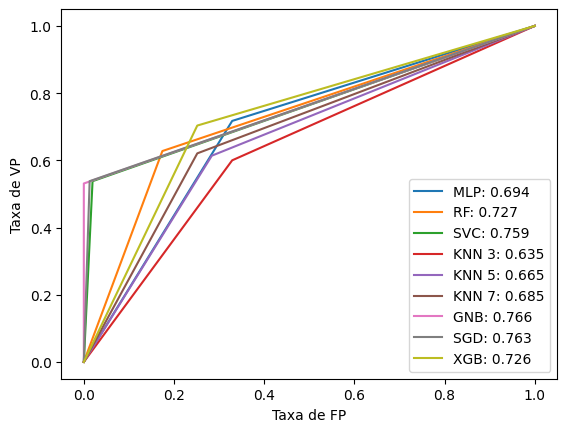 1.0
0.8
0.6
0.4
0.2
0.0
Taxa de VP
MLP: 0.694
RF: 0.727
SVC: 0.759
KNN 3: 0.635
KNN 5: 0.665
KNN 7: 0.685
GNB: 0.766
SGD: 0.763
XGB: 0.726
0.0 0.2 0.4 0.6 0.8 1.0
Taxa de FP